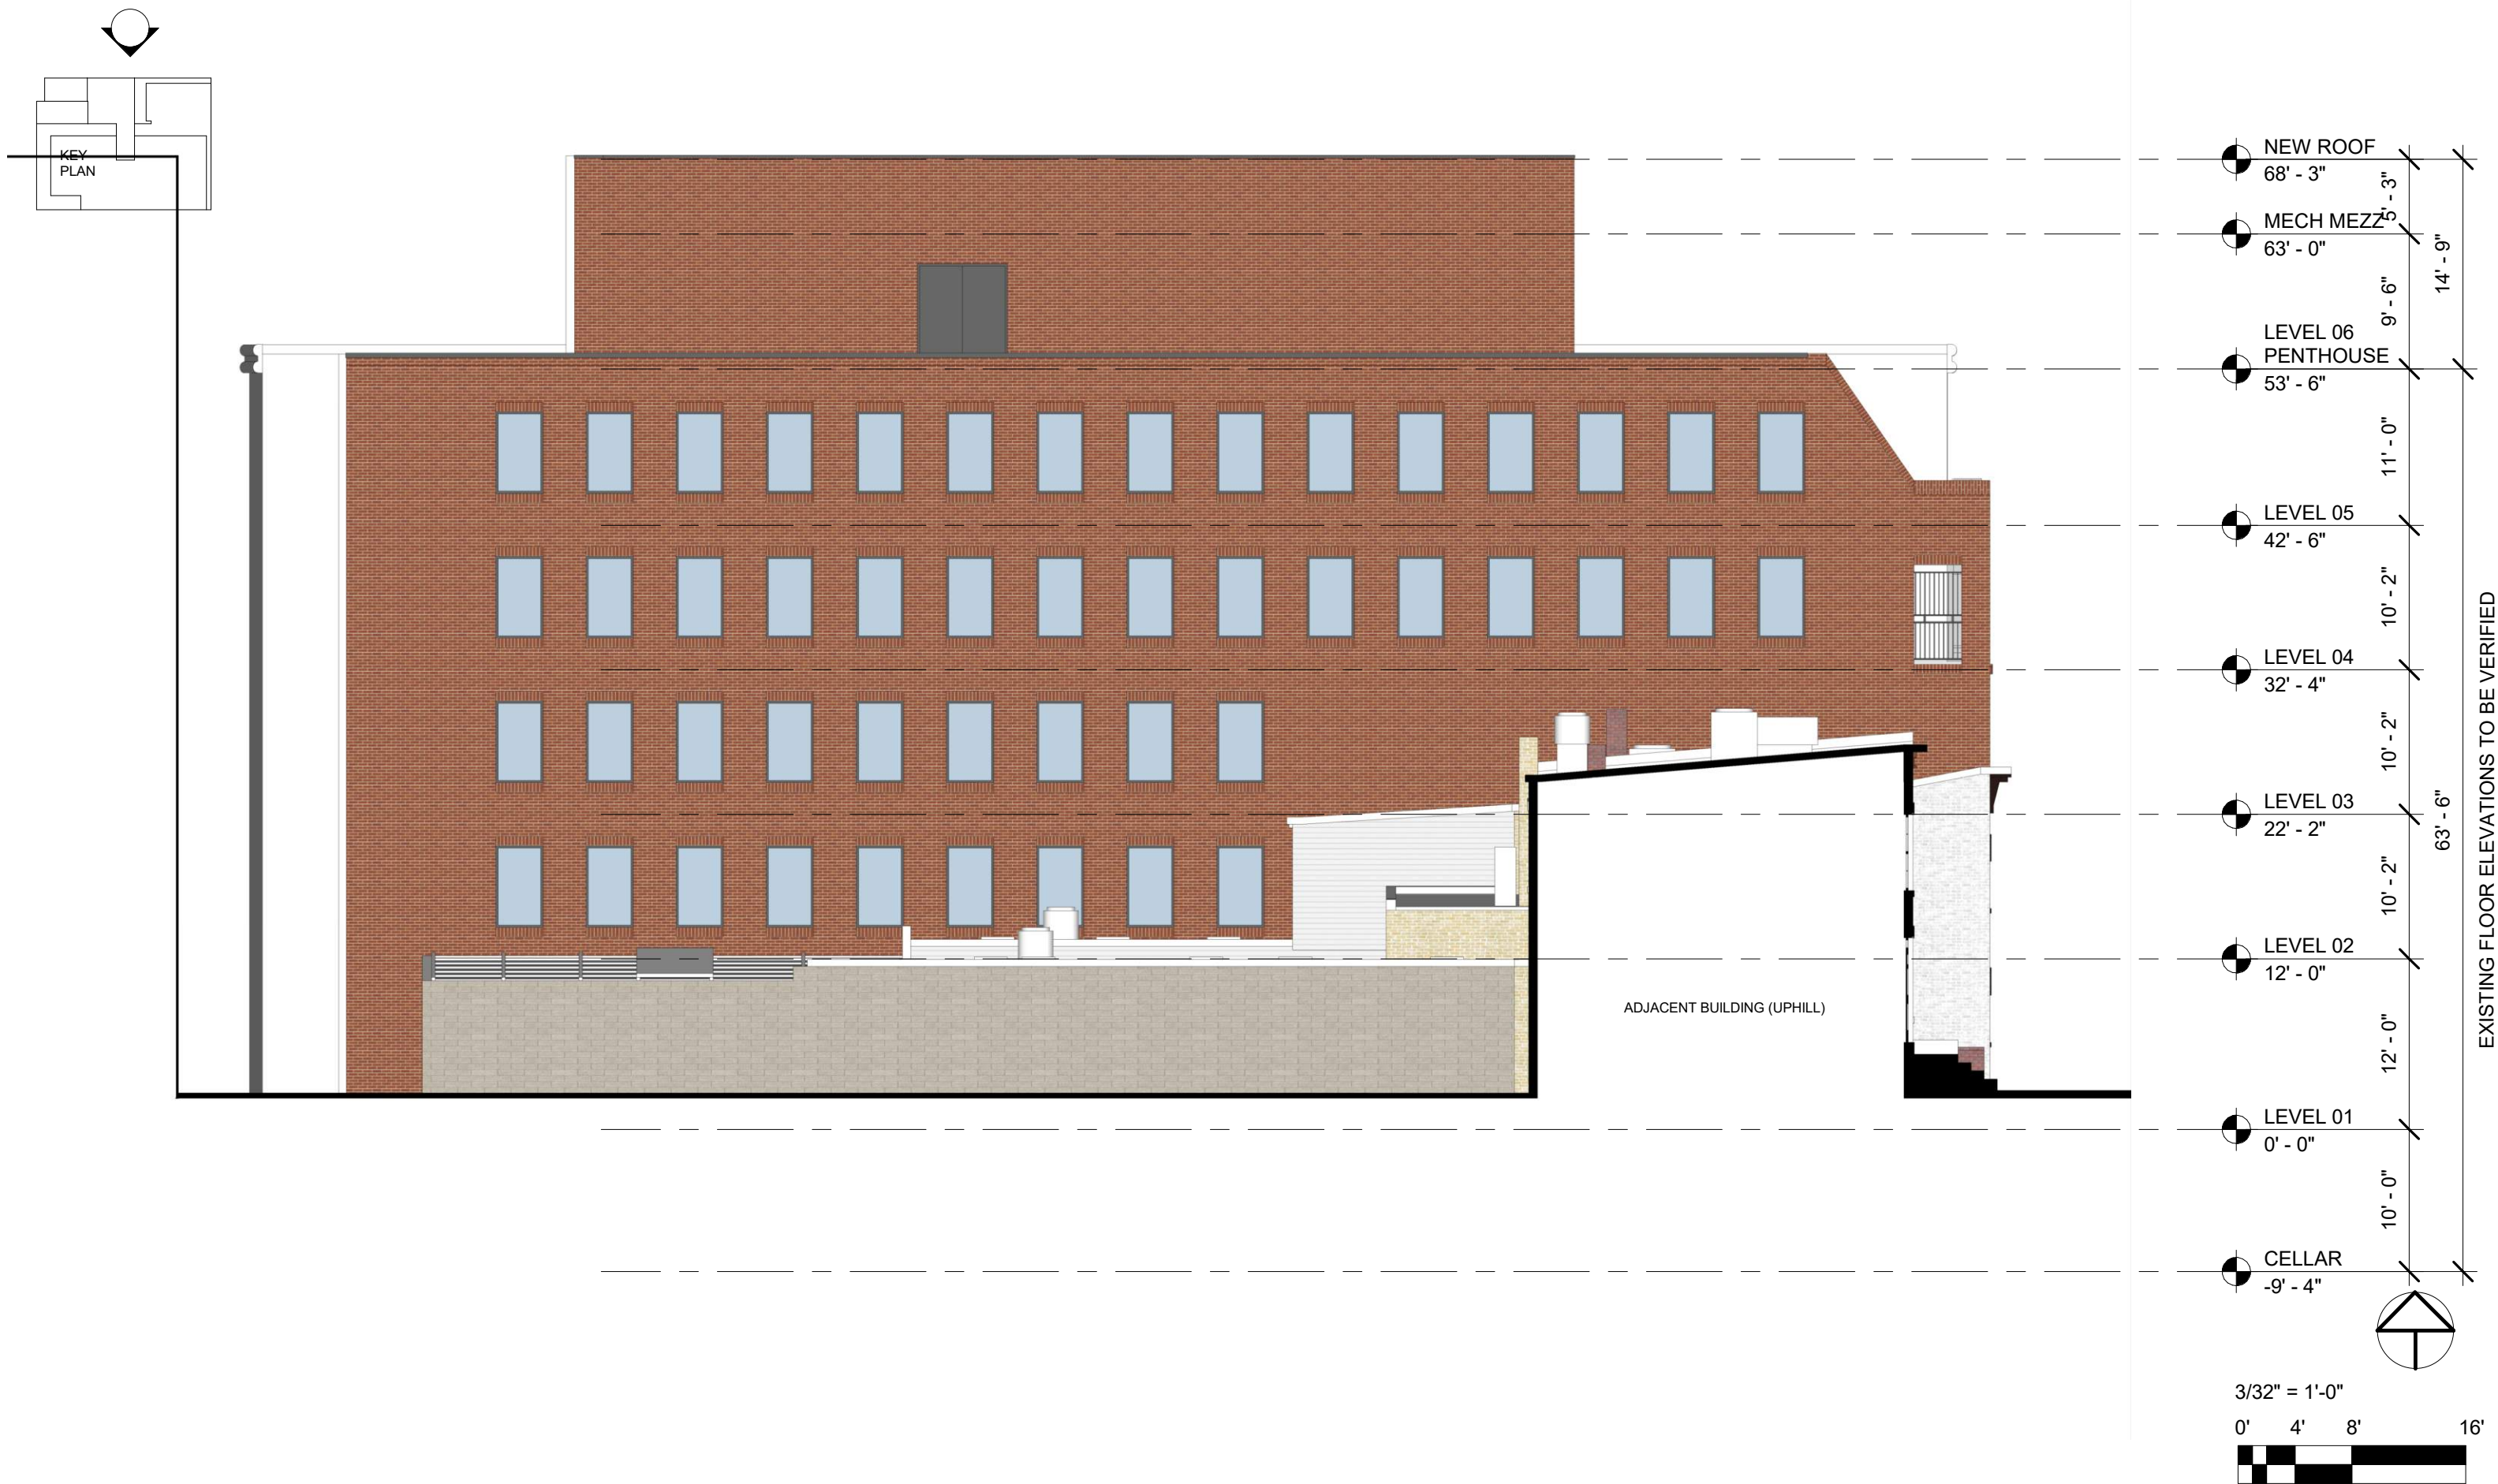 KEY
PLAN
NEW ROOF
68' - 3"
MECH MEZZ
63' - 0"
LEVEL 06
PENTHOUSE
53' - 6"
LEVEL 05
42' - 6"
LEVEL 04
32' - 4"
LEVEL 03
22' - 2"
LEVEL 02
12' - 0"
LEVEL 01
0' - 0"
CELLAR
-9' - 4"
5' - 3"
9' - 6"
11' - 0"
10' - 2"
10' - 2"
10' - 2"
12' - 0"
10' - 0"
14' - 9"
63' - 6"
EXISTING FLOOR ELEVATIONS TO BE VERIFIED
ADJACENT BUILDING (UPHILL)
3/32" = 1'-0"
0' 4' 8' 16'